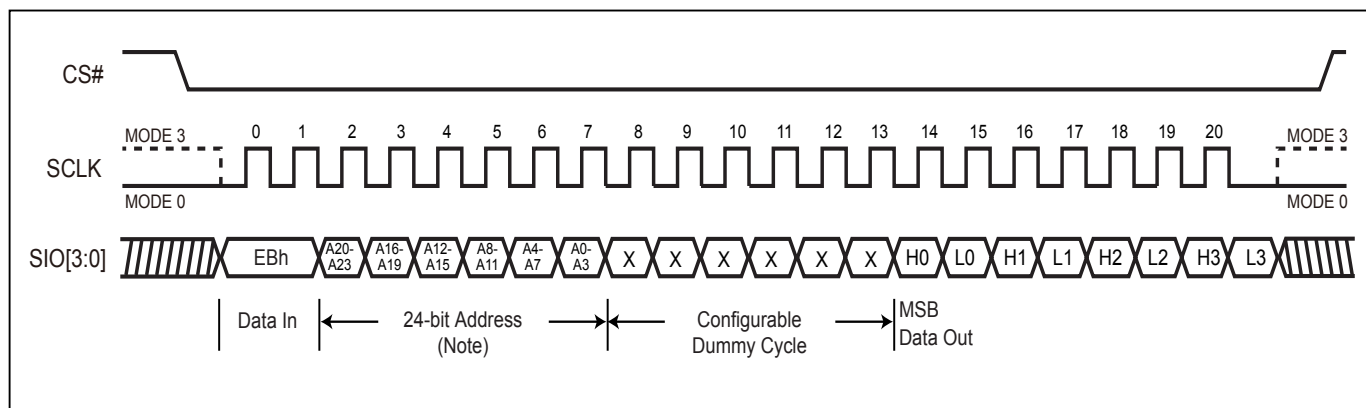 CS#
MODE 3
0 1 2 3 4 5 6 7 8 9 10 11 12 13 14 15 16 17 18 19 20
MODE 3
SCLK
MODE 0
MODE 0
SIO[3:0]
EBh
A20-
A23
A16-
A19
A12-
A15
A8-
A11
A4-
A7
A0-
A3
X X X X X X H0 L0 H1 L1 H2 L2 H3 L3
Data In
24-bit Address
(Note)
Configurable
Dummy Cycle
MSB
Data Out